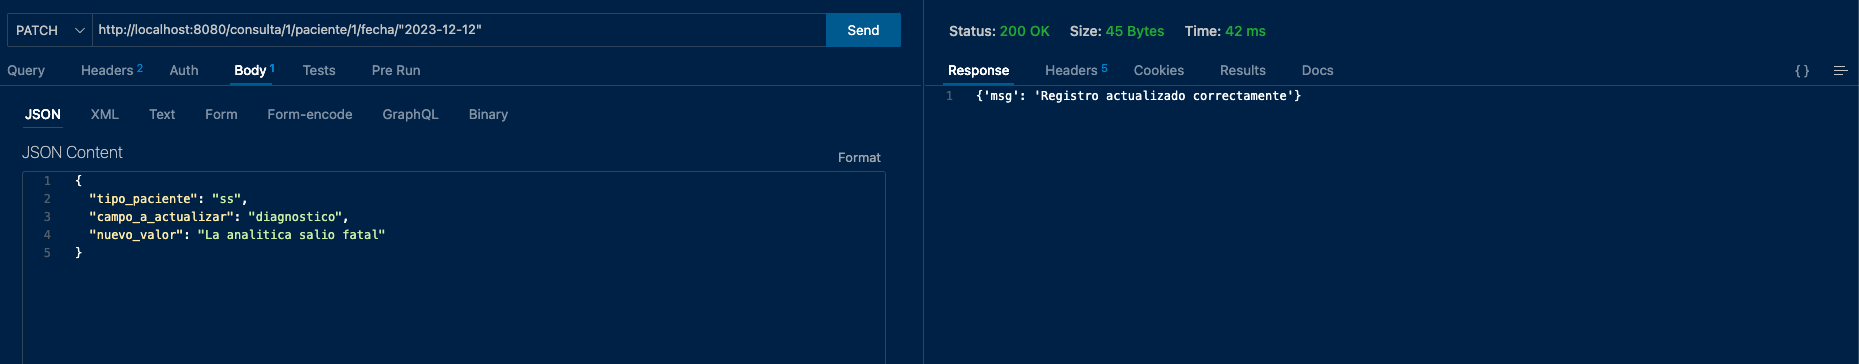 PATCH http://localhost:8080/consulta/1/paciente/1/fecha/"2023-12-12" Send
Query Headers 2 Auth Body 1 Tests Pre Run
JSON XML Text Form Form-encode GraphQL Binary
JSON Content
Format
1 {
2 "tipo_paciente": "ss",
3 "campo_a_actualizar": "diagnostico",
4 "nuevo_valor": "La analitica salio fatal"
5 }
Status: 200 OK Size: 45 Bytes Time: 42 ms
Response Headers 5 Cookies Results Docs { }
1 {'msg': 'Registro actualizado correctamente'}